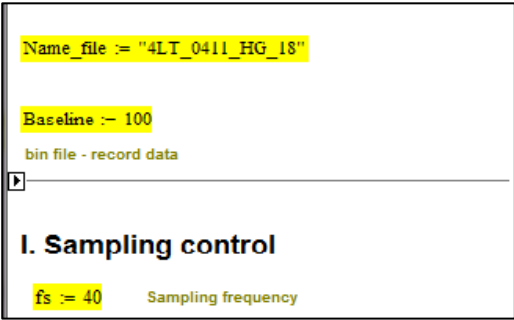 Name_file := "4LT_0411_HG_18"
Baseline := 100
bin file - record data
I. Sampling control
fs := 40 Sampling frequency